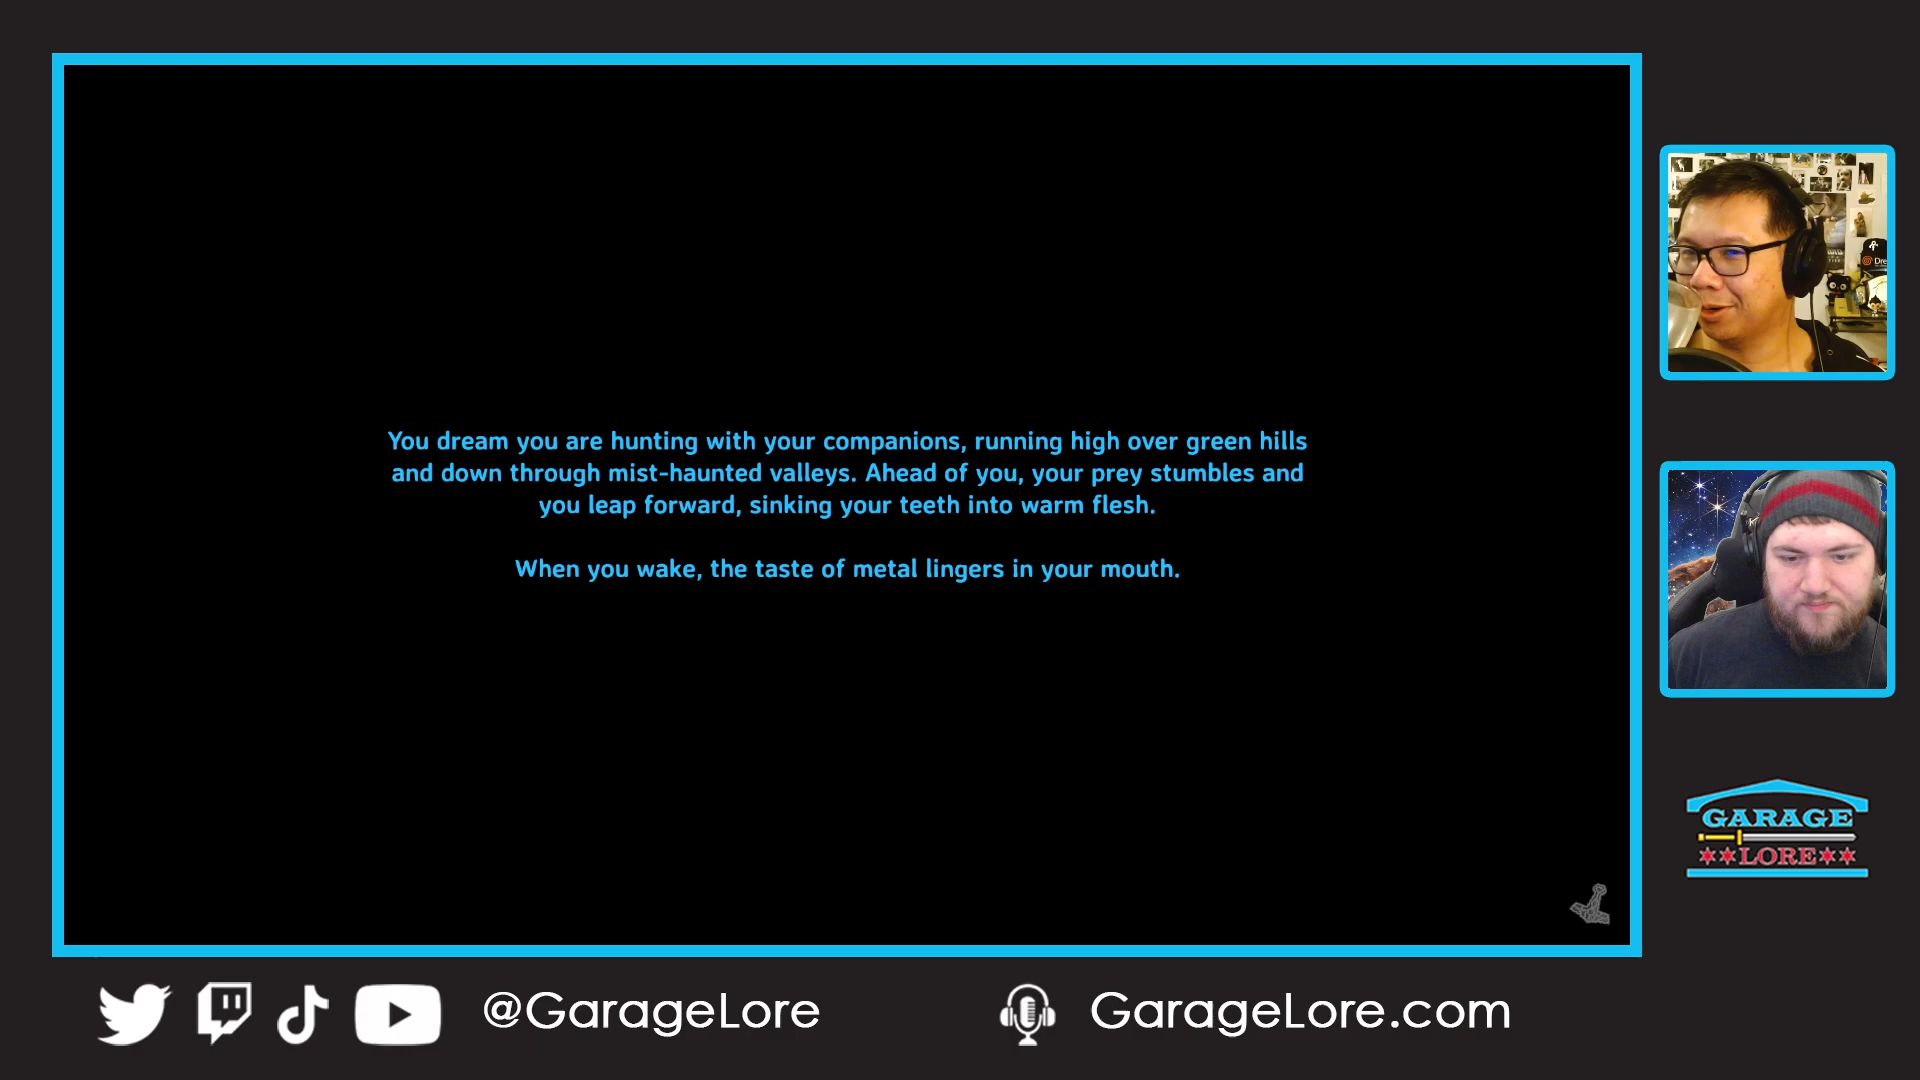 You dream you are hunting with your companions, running high over green hills
and down through mist-haunted valleys. Ahead of you, your prey stumbles and
you leap forward, sinking your teeth into warm flesh.
When you wake, the taste of metal lingers in your mouth.
GARAGE
LORE
@GarageLore
GarageLore.com